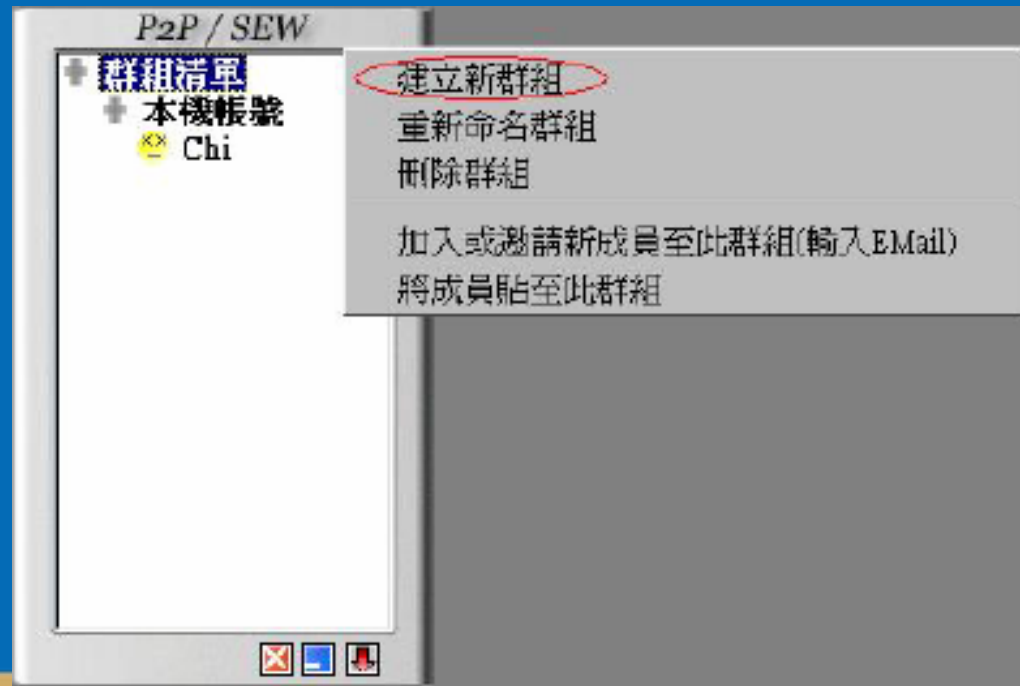 P2P / SEW
群組清單
本機帳號
Chi
建立新群組
重新命名群組
刪除群組
加入或邀請新成員至此群組(輸入EMail)
將成員貼至此群組